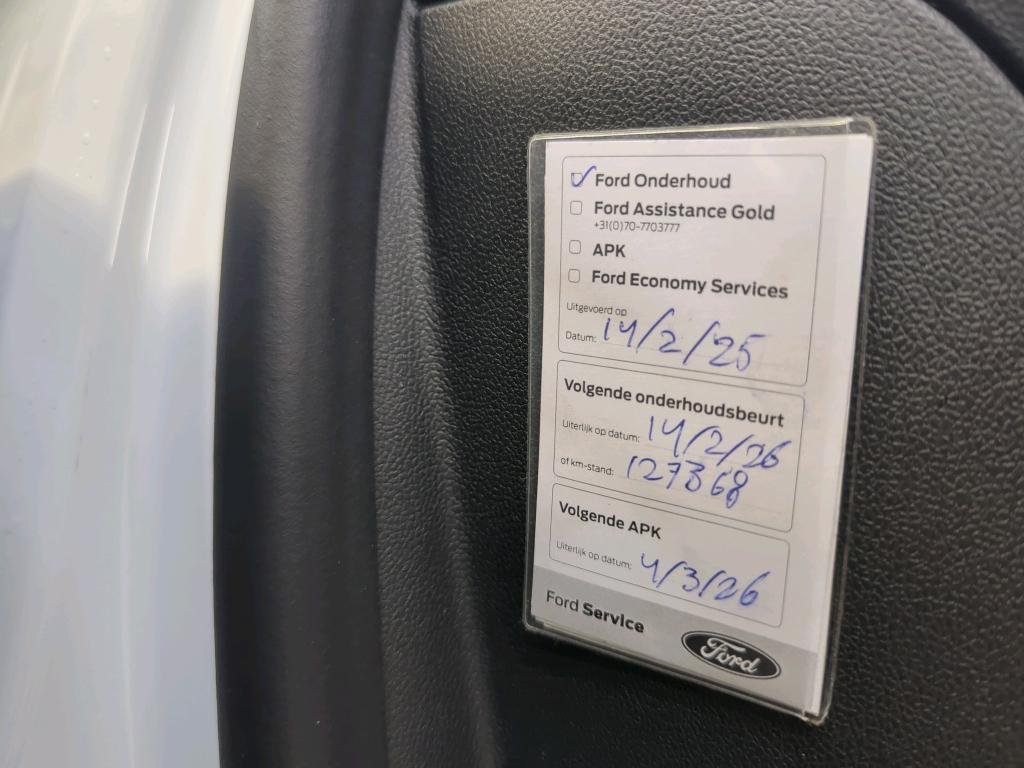 Ford Onderhoud
Ford Assistance Gold
+31(0)70-7703777
APK
Ford Economy Services
Uitgevoerd op
Datum: 14/2/25
Volgende onderhoudsbeurt
Uiterlijk op datum: 14/2/26
of km-stand: 127368
Volgende APK
Uiterlijk op datum: 4/3/26
Ford Service
Ford